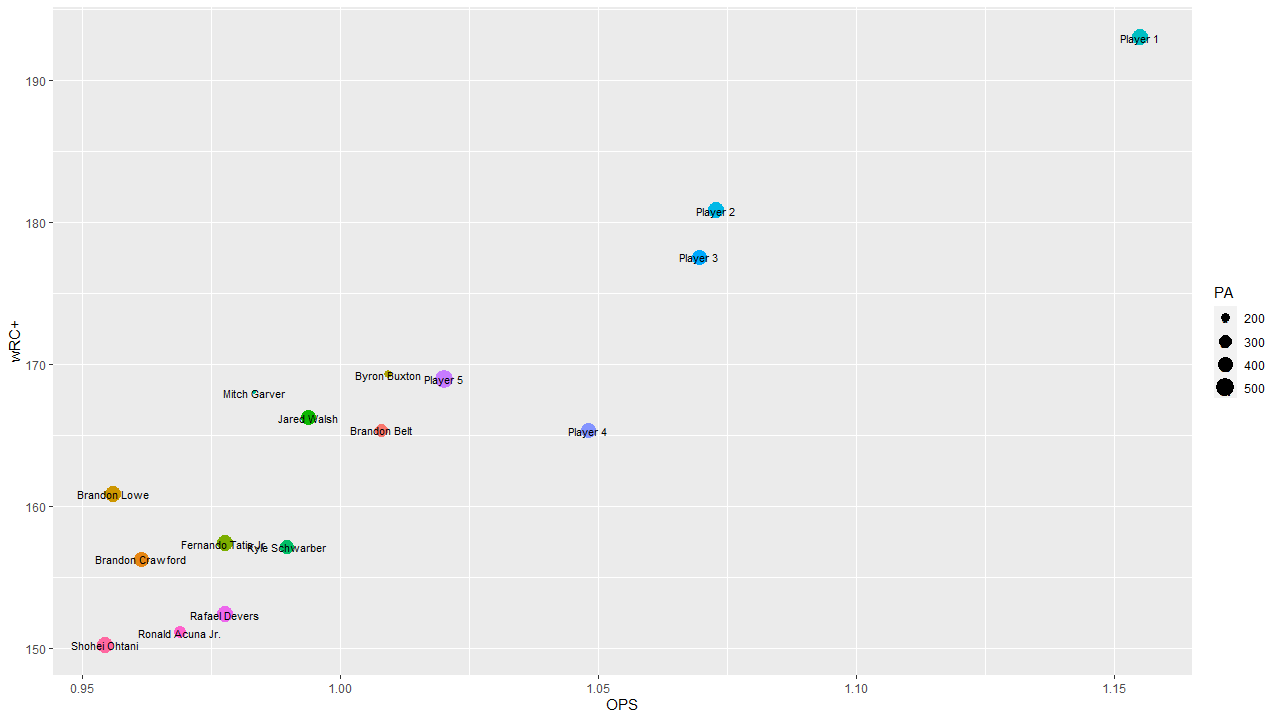 Player 1
190
Player 2
180
Player 3
wRC+
170
Byron Buxton
Player 5
Mitch Garver
Jared Walsh
Brandon Belt
Player 4
Brandon Lowe
160
Fernando Tatis Jr.
Kyle Schwarber
Brandon Crawford
Rafael Devers
Ronald Acuna Jr.
Shohei Ohtani
150
0.95
1.00
1.05
1.10
1.15
OPS
PA
200
300
400
500